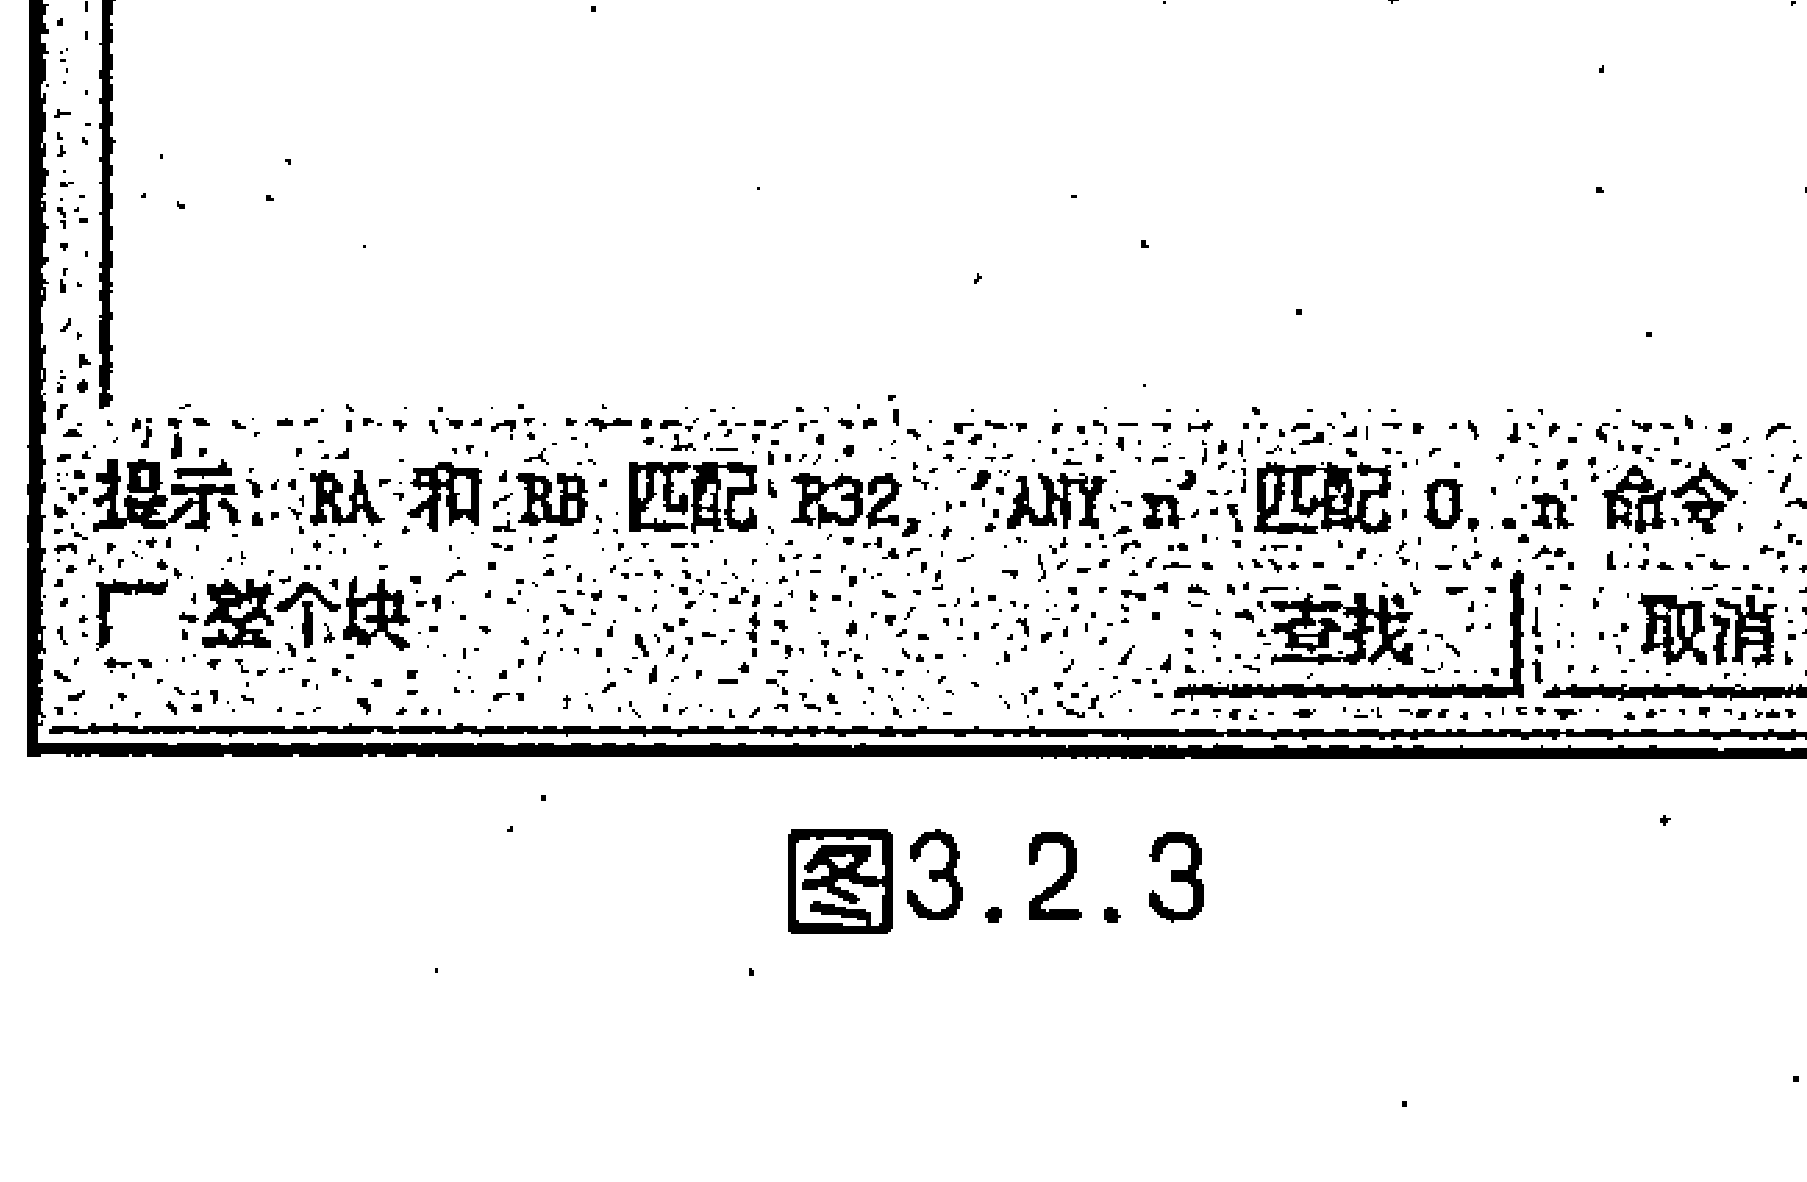 提示: RA 和 RB 匹配 R32, 'ANY n' 匹配 0..n 命令
整个块 查找 取消
图3.2.3